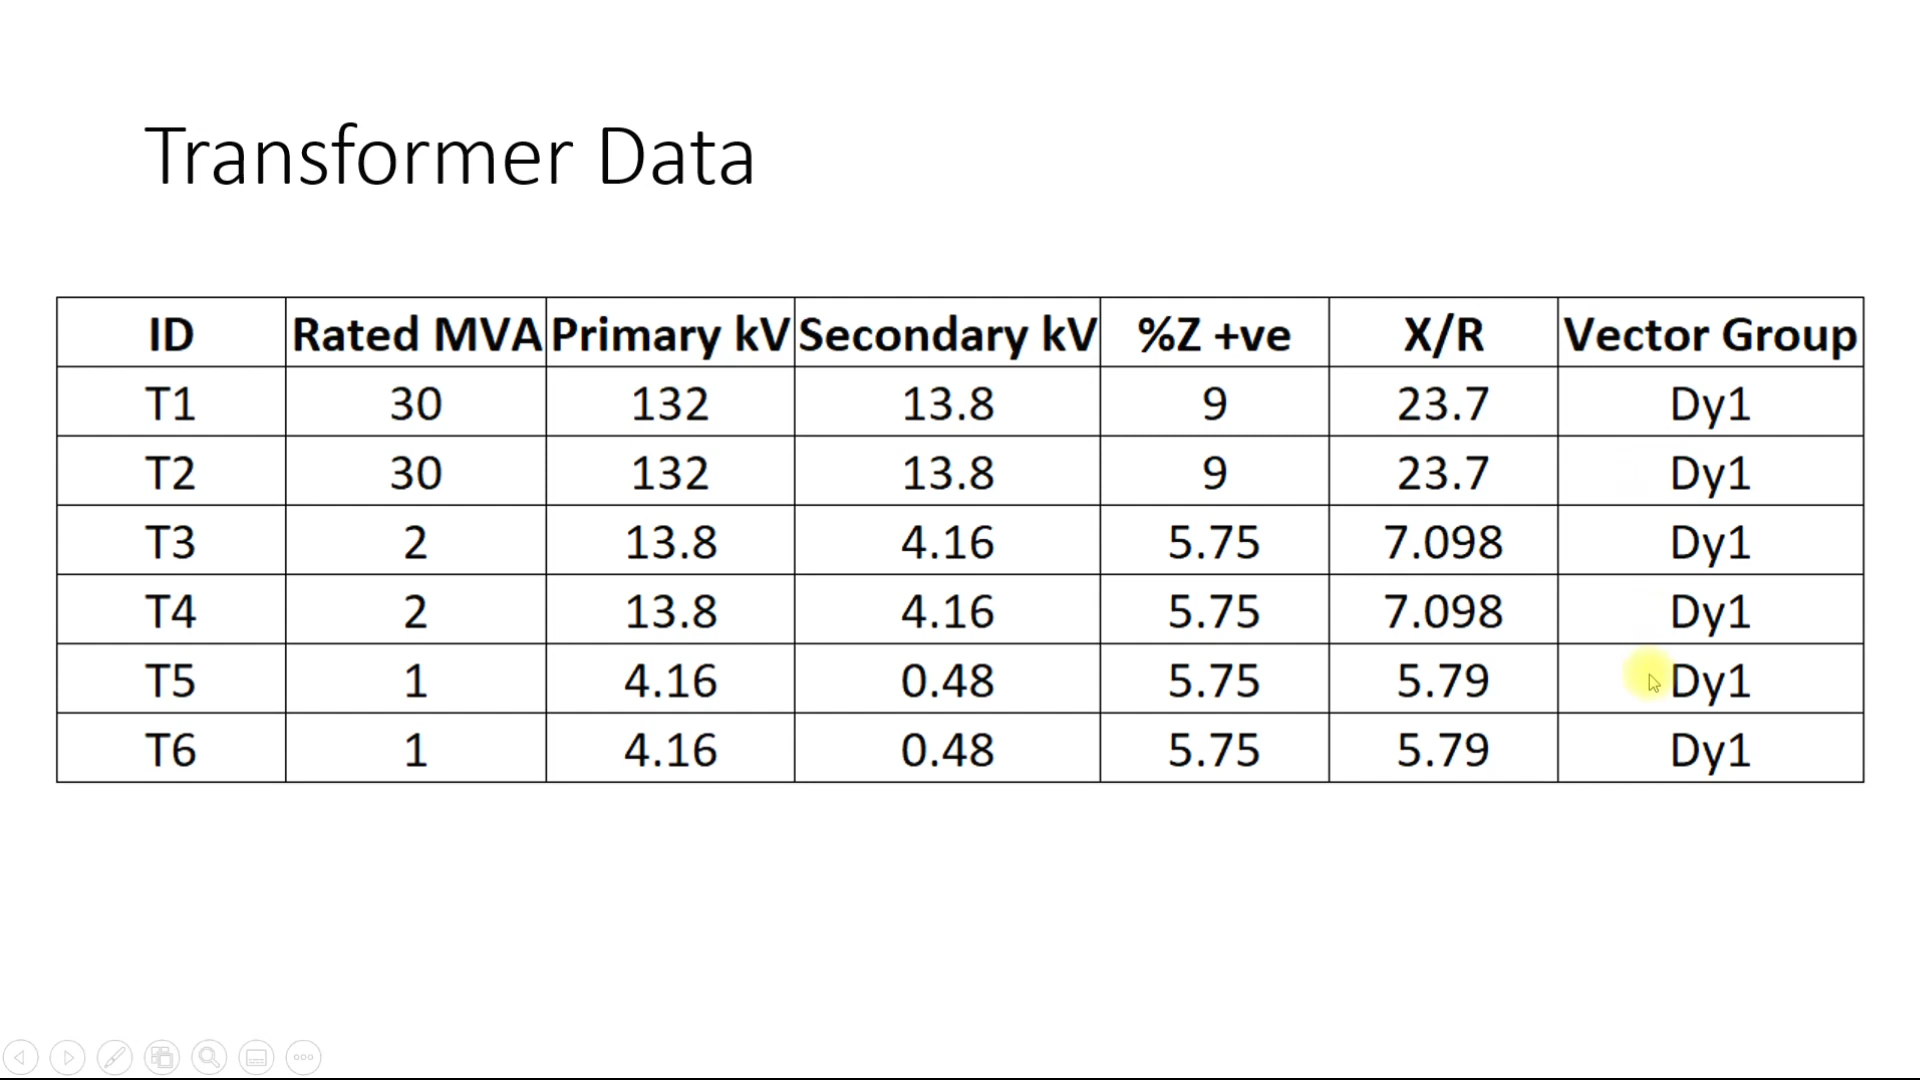 Transformer Data
ID Rated MVA Primary kV Secondary kV %Z +ve X/R Vector Group
T1 30 132 13.8 9 23.7 Dy1
T2 30 132 13.8 9 23.7 Dy1
T3 2 13.8 4.16 5.75 7.098 Dy1
T4 2 13.8 4.16 5.75 7.098 Dy1
T5 1 4.16 0.48 5.75 5.79 Dy1
T6 1 4.16 0.48 5.75 5.79 Dy1